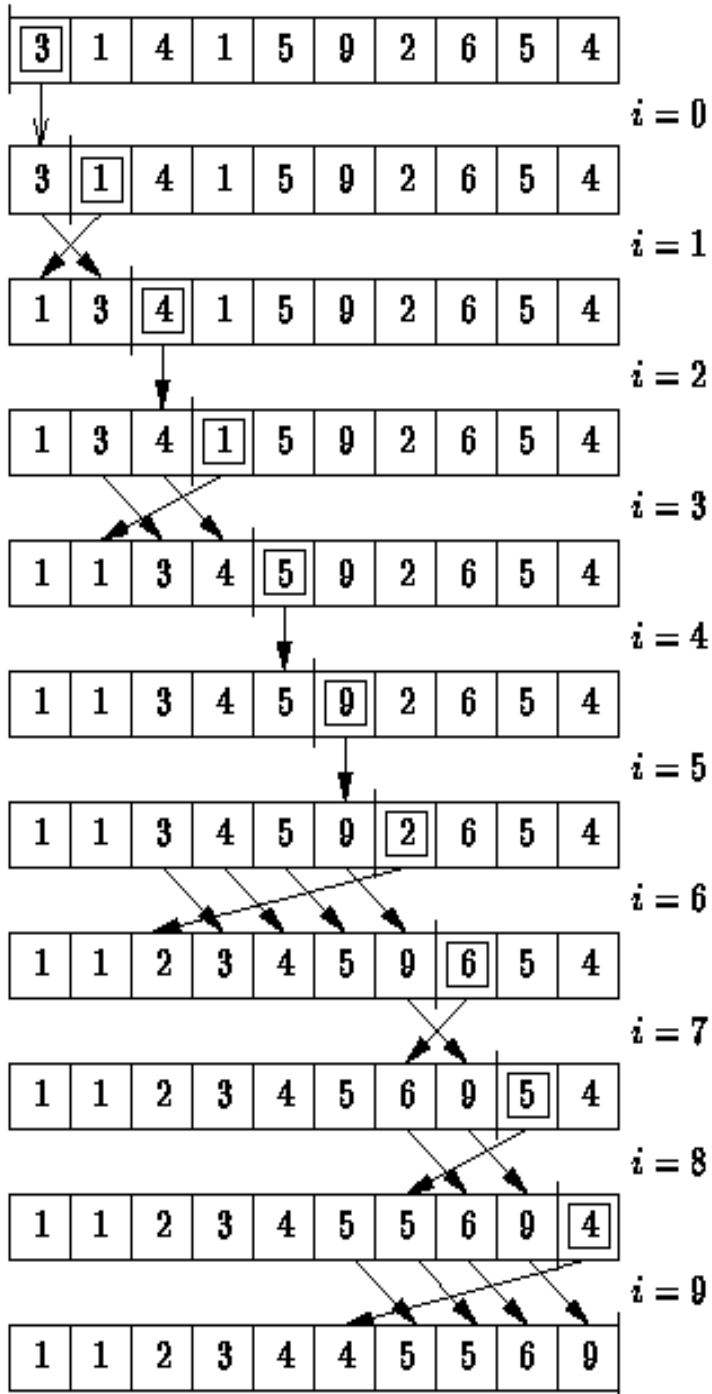 3 1 4 1 5 9 2 6 5 4
i = 0
3 1 4 1 5 9 2 6 5 4
i = 1
1 3 4 1 5 9 2 6 5 4
i = 2
1 3 4 1 5 9 2 6 5 4
i = 3
1 1 3 4 5 9 2 6 5 4
i = 4
1 1 3 4 5 9 2 6 5 4
i = 5
1 1 3 4 5 9 2 6 5 4
i = 6
1 1 2 3 4 5 9 6 5 4
i = 7
1 1 2 3 4 5 6 9 5 4
i = 8
1 1 2 3 4 5 5 6 9 4
i = 9
1 1 2 3 4 4 5 5 6 9